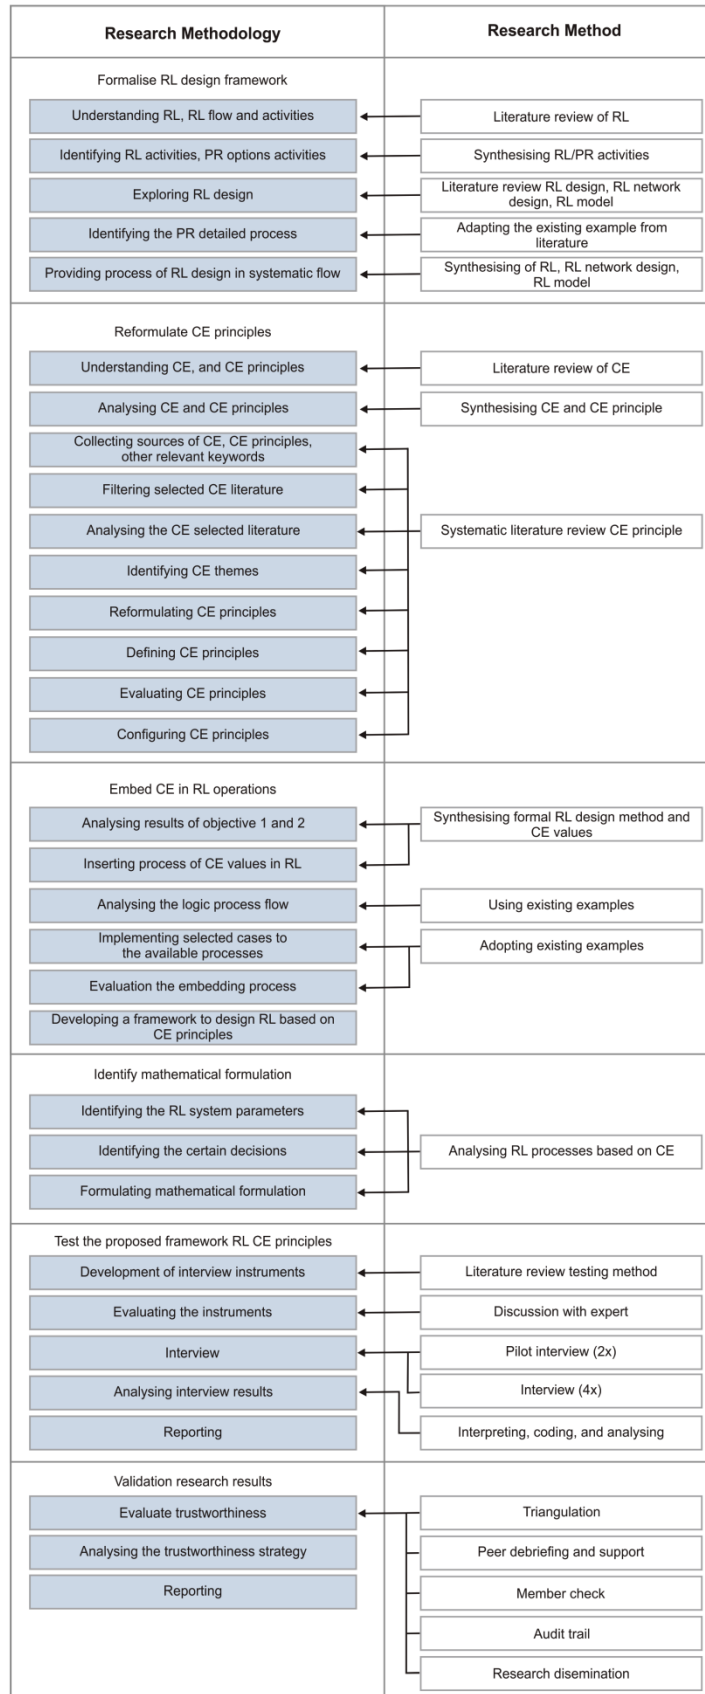 Research Methodology
Research Method
Formalise RL design framework
Understanding RL, RL flow and activities
Literature review of RL
Identifying RL activities, PR options activities
Synthesising RL/PR activities
Exploring RL design
Literature review RL design, RL network
design, RL model
Identifying the PR detailed process
Adapting the existing example from
literature
Providing process of RL design in systematic flow
Synthesising of RL, RL network design,
RL model
Reformulate CE principles
Understanding CE, and CE principles
Literature review of CE
Analysing CE and CE principles
Synthesising CE and CE principle
Collecting sources of CE, CE principles,
other relevant keywords
Filtering selected CE literature
Analysing the CE selected literature
Systematic literature review CE principle
Identifying CE themes
Reformulating CE principles
Defining CE principles
Evaluating CE principles
Configuring CE principles
Embed CE in RL operations
Analysing results of objective 1 and 2
Synthesising formal RL design method and
CE values
Inserting process of CE values in RL
Analysing the logic process flow
Using existing examples
Implementing selected cases to
the available processes
Adopting existing examples
Evaluation the embedding process
Developing a framework to design RL based on
CE principles
Identify mathematical formulation
Identifying the RL system parameters
Identifying the certain decisions
Analysing RL processes based on CE
Formulating mathematical formulation
Test the proposed framework RL CE principles
Development of interview instruments
Literature review testing method
Evaluating the instruments
Discussion with expert
Interview
Pilot interview (2x)
Analysing interview results
Interview (4x)
Reporting
Interpreting, coding, and analysing
Validation research results
Evaluate trustworthiness
Triangulation
Analysing the trustworthiness strategy
Peer debriefing and support
Reporting
Member check
Audit trail
Research disemination